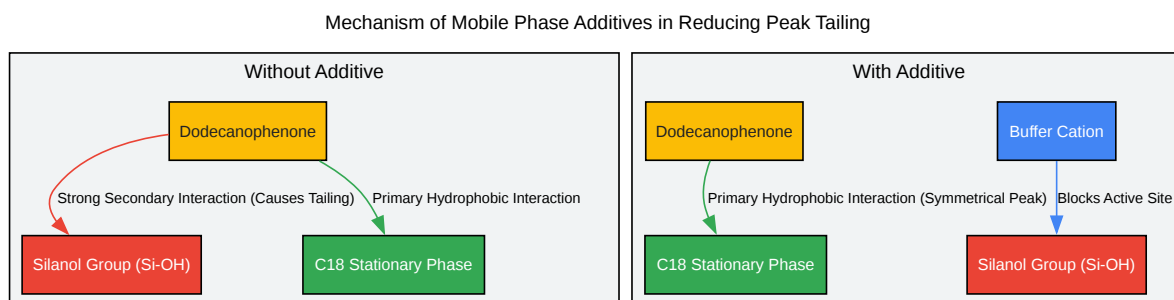 Mechanism of Mobile Phase Additives in Reducing Peak Tailing
Without Additive
Dodecanophenone
Strong Secondary Interaction (Causes Tailing)
Primary Hydrophobic Interaction
Silanol Group (Si-OH)
C18 Stationary Phase
With Additive
Dodecanophenone
Buffer Cation
Primary Hydrophobic Interaction (Symmetrical Peak)
Blocks Active Site
C18 Stationary Phase
Silanol Group (Si-OH)